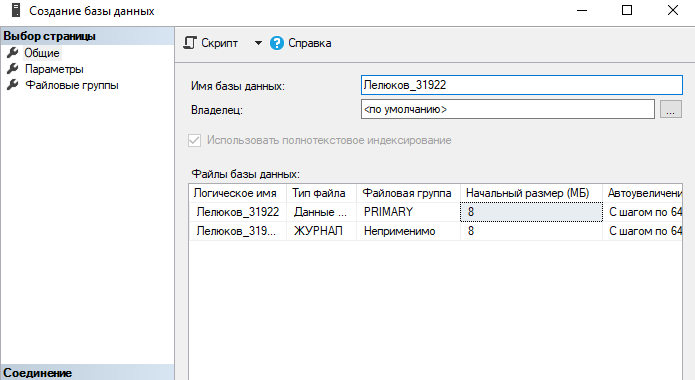 Создание базы данных
Выбор страницы
Общие
Параметры
Файловые группы
Скрипт
Справка
Имя базы данных: Лелюков_31922
Владелец: <по умолчанию> ...
Использовать полнотекстовое индексирование
Файлы базы данных:
Логическое имя Тип файла Файловая группа Начальный размер (МБ) Автоувеличени
Лелюков_31922 Данные ... PRIMARY 8 С шагом по 64
Лелюков_319... ЖУРНАЛ Неприменимо 8 С шагом по 64
Соединение